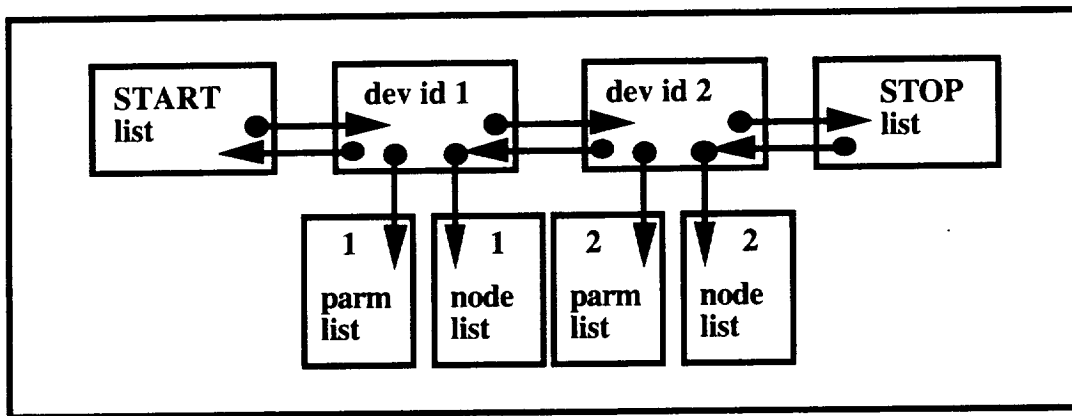 START
list
dev id 1
dev id 2
STOP
list
1
parm
list
1
node
list
2
parm
list
2
node
list